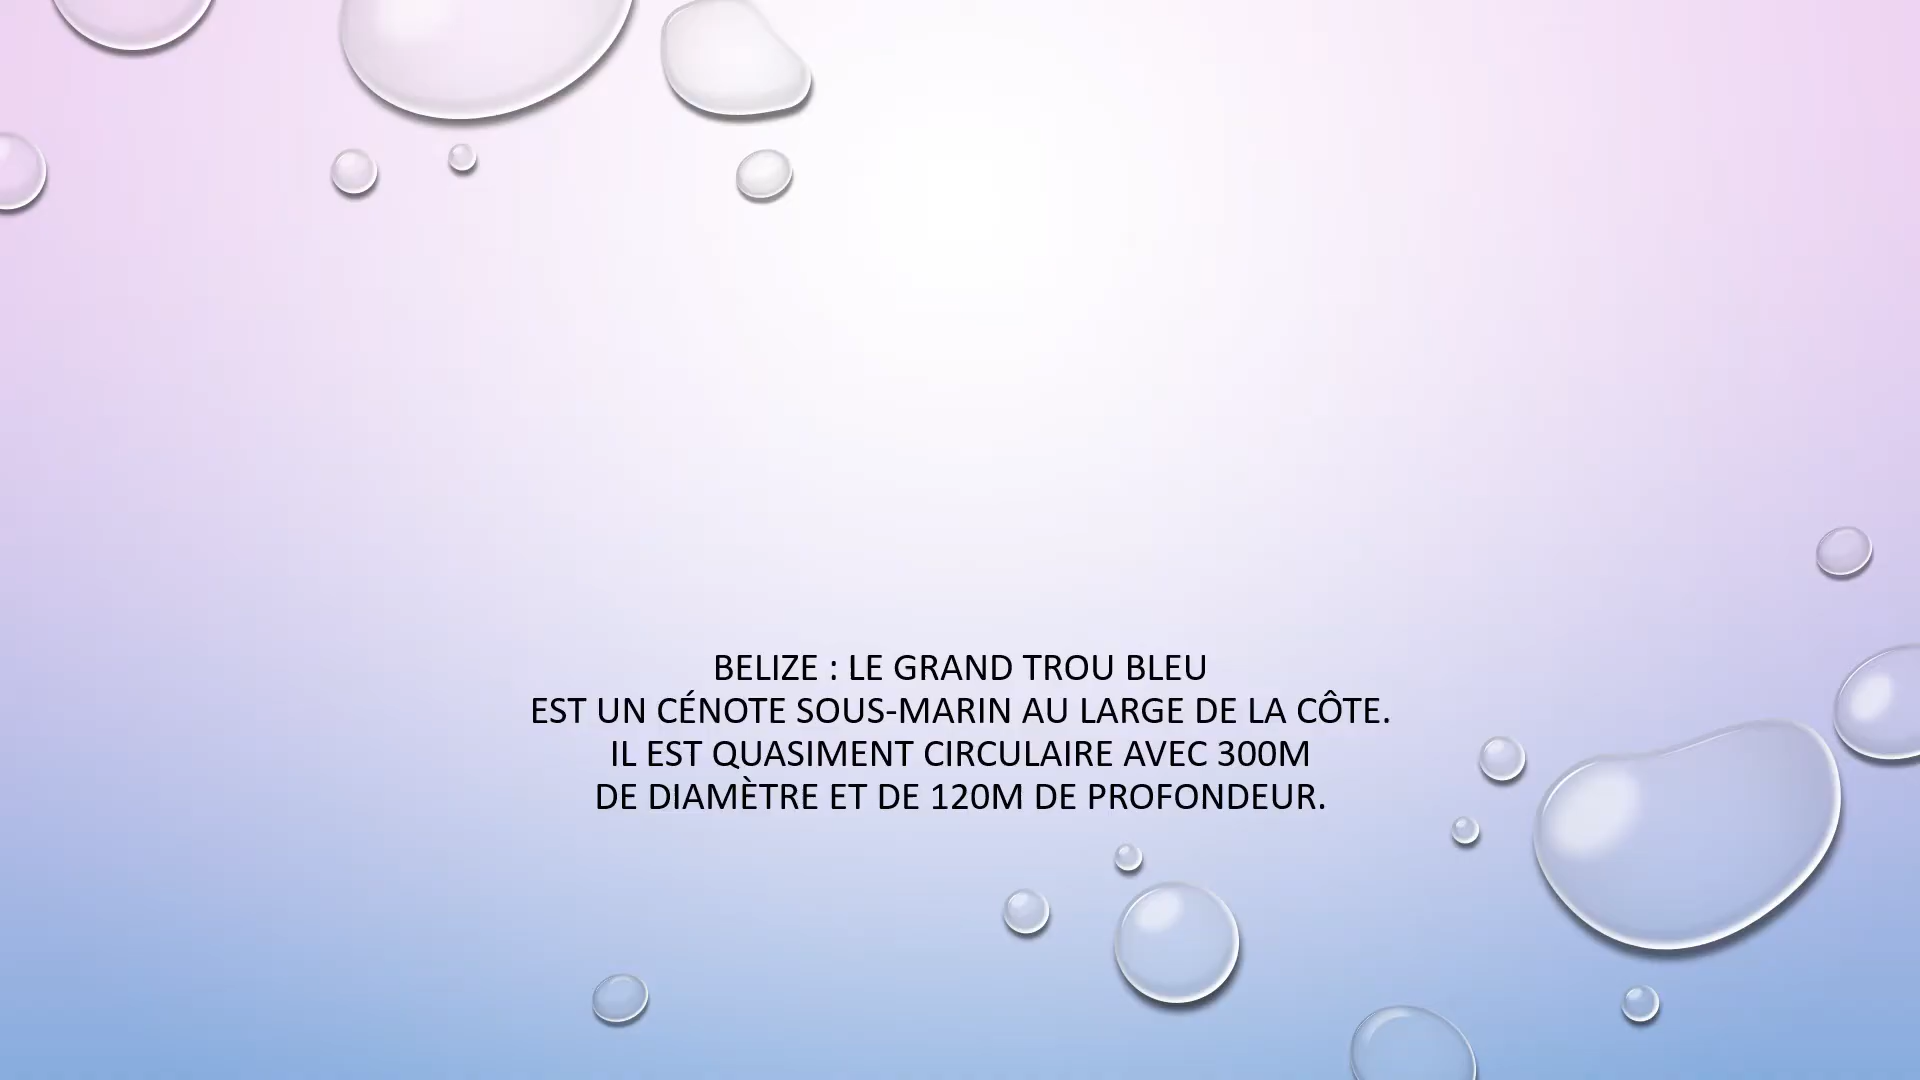 BELIZE : LE GRAND TROU BLEU
EST UN CÉNOTE SOUS-MARIN AU LARGE DE LA CÔTE.
IL EST QUASIMENT CIRCULAIRE AVEC 300M
DE DIAMÈTRE ET DE 120M DE PROFONDEUR.